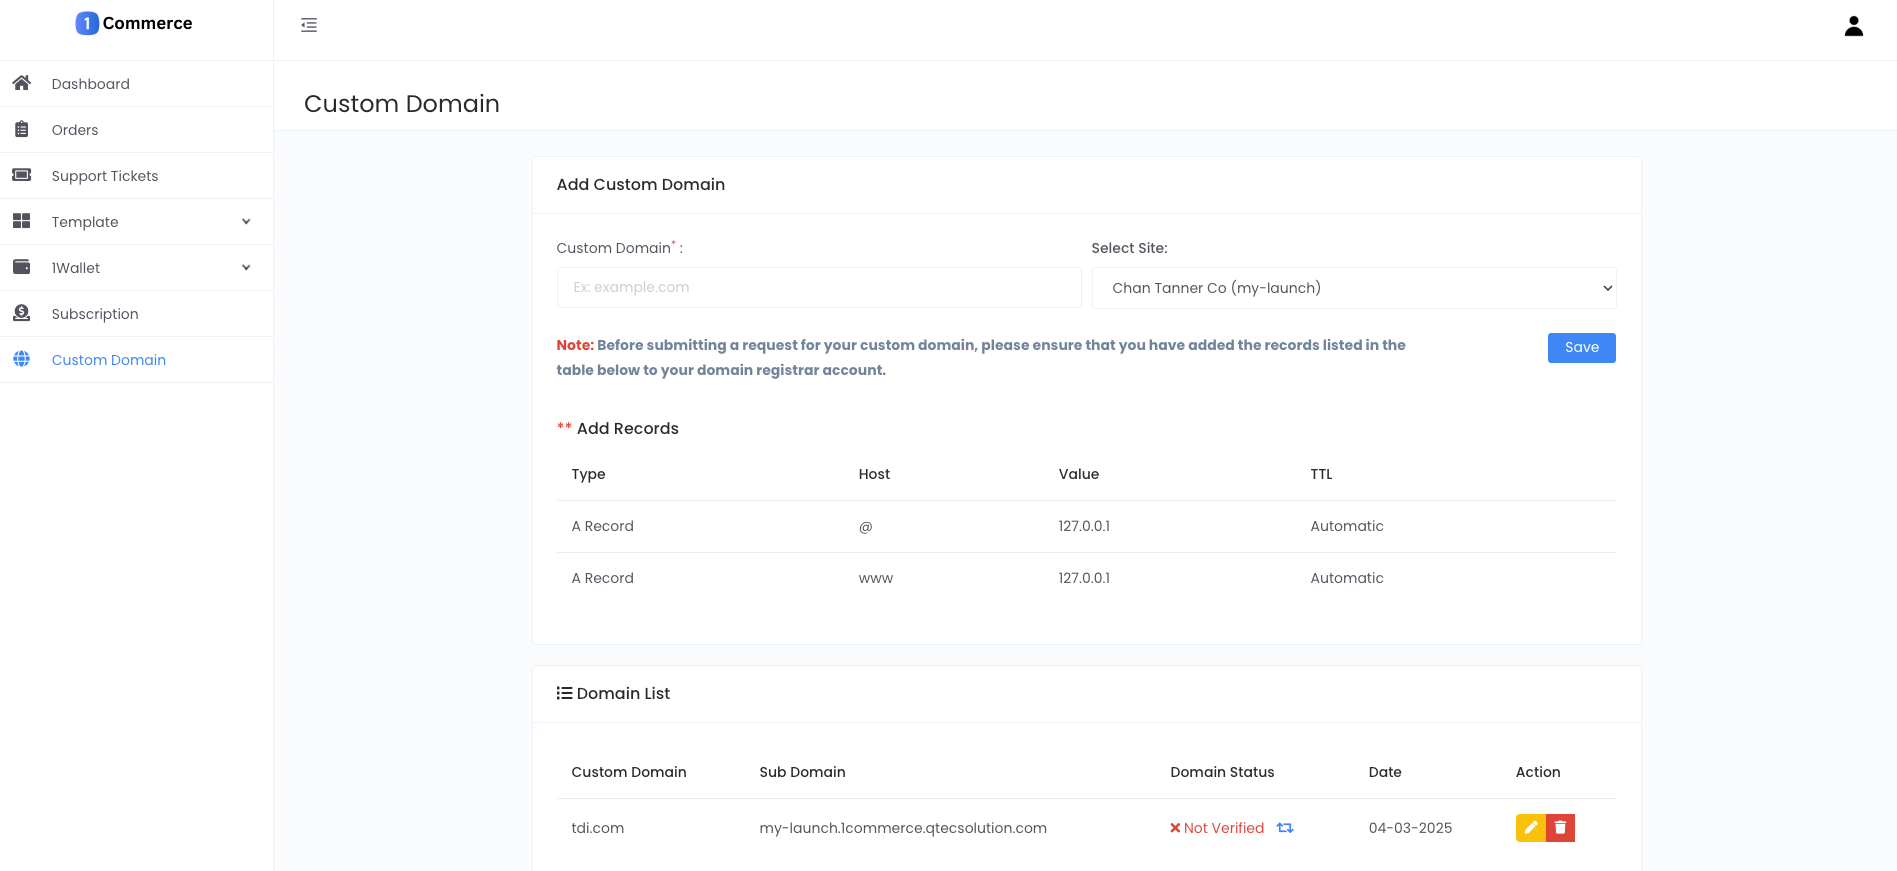 1 Commerce
Dashboard
Orders
Support Tickets
Template
1Wallet
Subscription
Custom Domain
Custom Domain
Add Custom Domain
Custom Domain* :
Select Site:
Ex: example.com
Chan Tanner Co (my-launch)
Note: Before submitting a request for your custom domain, please ensure that you have added the records listed in the
table below to your domain registrar account.
Save
** Add Records
Type Host Value TTL
A Record @ 127.0.0.1 Automatic
A Record www 127.0.0.1 Automatic
Domain List
Custom Domain Sub Domain Domain Status Date Action
tdi.com my-launch.1commerce.qtecsolution.com Not Verified 04-03-2025